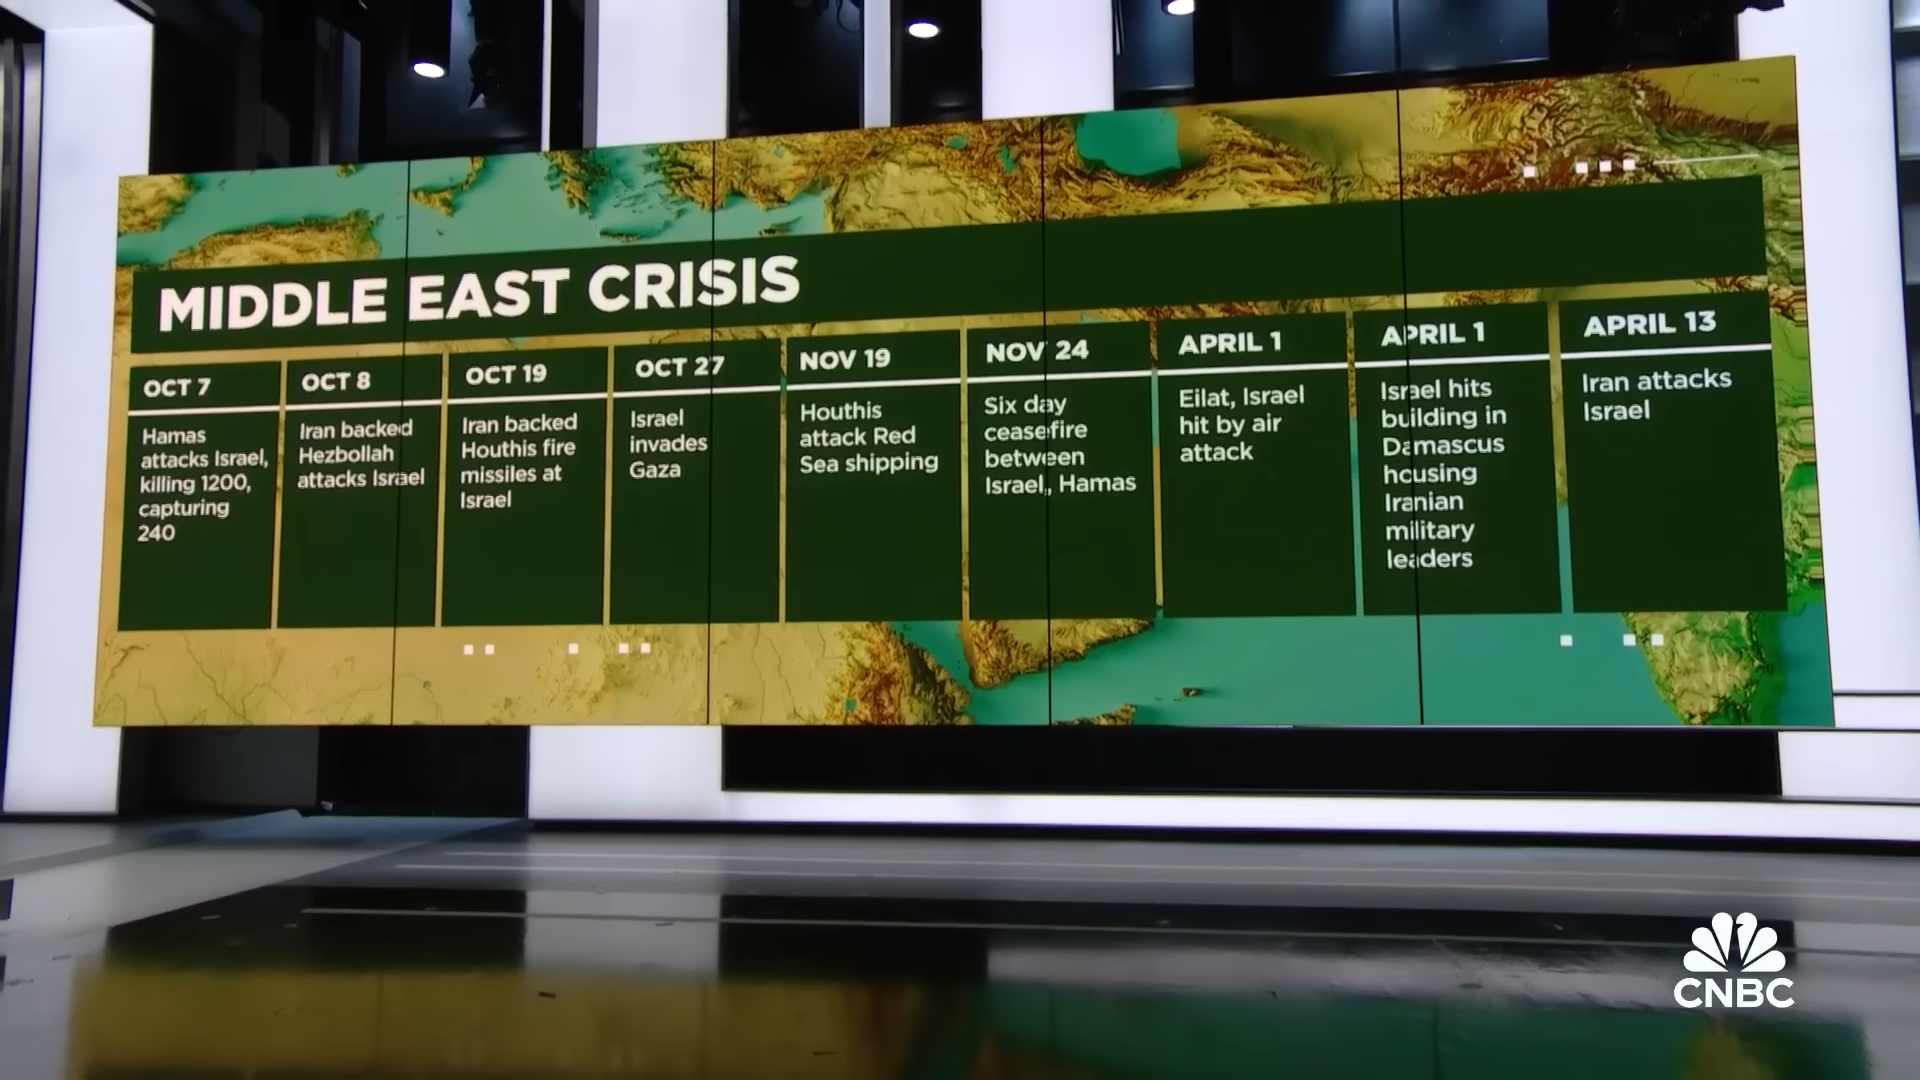 MIDDLE EAST CRISIS
OCT 7
Hamas
attacks Israel,
killing 1200,
capturing
240
OCT 8
Iran backed
Hezbollah
attacks Israel
OCT 19
Iran backed
Houthis fire
missiles at
Israel
OCT 27
Israel
invades
Gaza
NOV 19
Houthis
attack Red
Sea shipping
NOV 24
Six day
ceasefire
between
Israel, Hamas
APRIL 1
Eilat, Israel
hit by air
attack
APRIL 1
Israel hits
building in
Damascus
housing
Iranian
military
leaders
APRIL 13
Iran attacks
Israel
CNBC